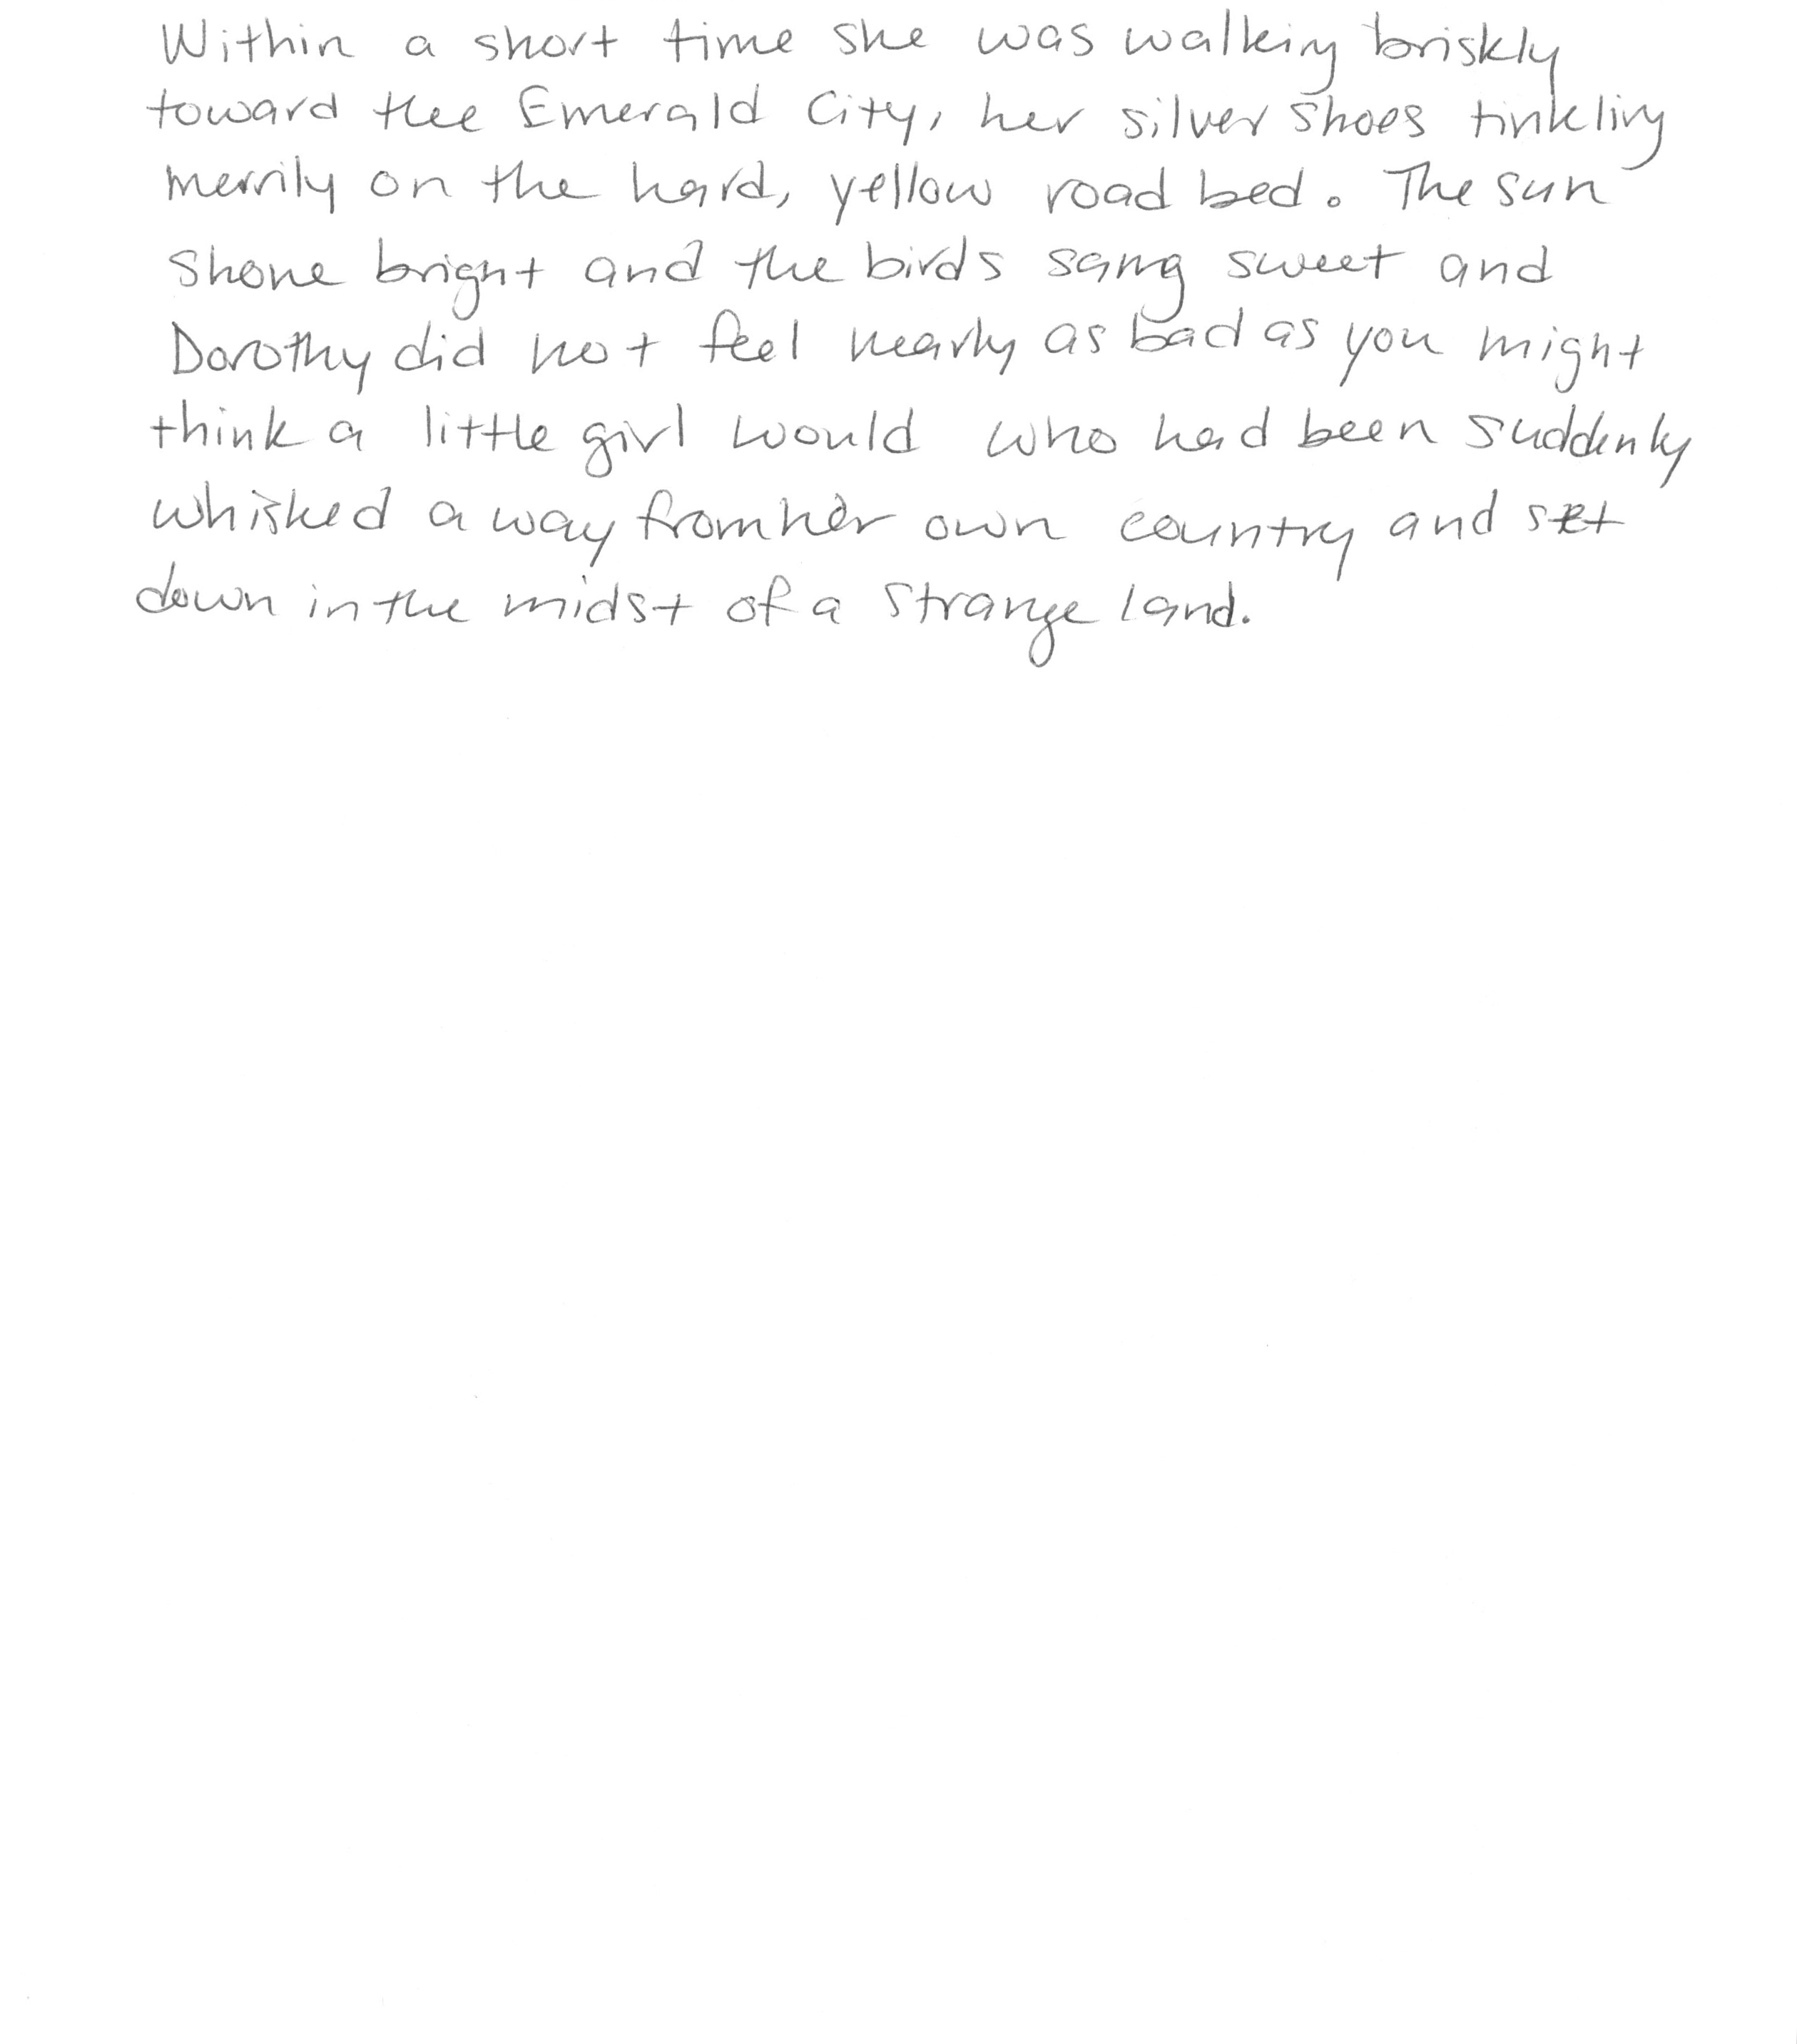 Within a short time she was walking briskly
toward the Emerald City, her silver shoes tinkling
merrily on the hard, yellow road bed. The sun
shone bright and the birds sang sweet and
Dorothy did not feel nearly as bad as you might
think a little girl would who had been suddenly
whisked away from her own country and set
down in the midst of a strange land.